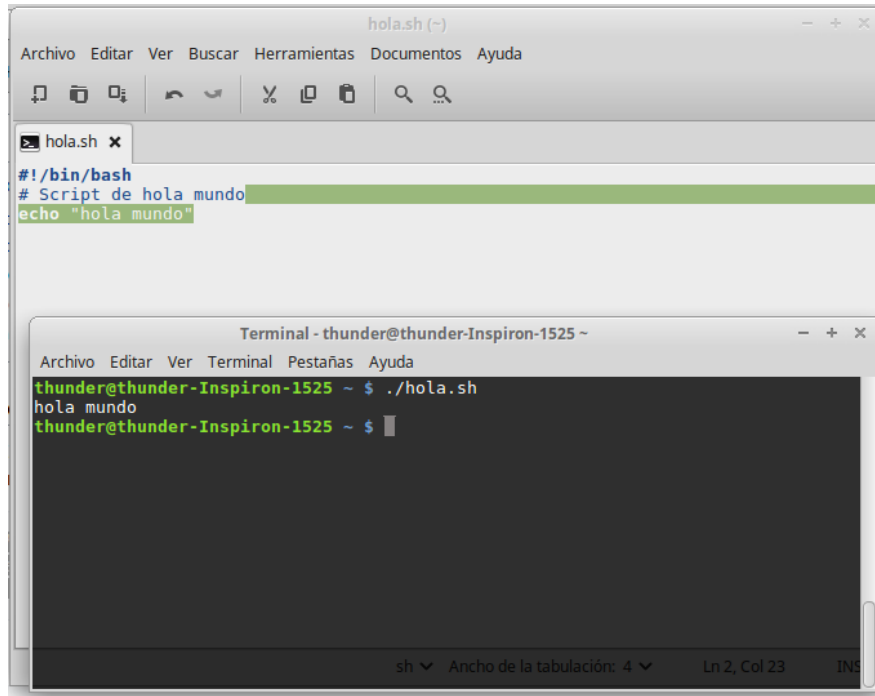 hola.sh (~)
Archivo Editar Ver Buscar Herramientas Documentos Ayuda
hola.sh
#!/bin/bash
# Script de hola mundo
echo "hola mundo"
Terminal - thunder@thunder-Inspiron-1525 ~
Archivo Editar Ver Terminal Pestañas Ayuda
thunder@thunder-Inspiron-1525 ~ $ ./hola.sh
hola mundo
thunder@thunder-Inspiron-1525 ~ $
sh Ancho de la tabulación: 4 Ln 2, Col 23 INS